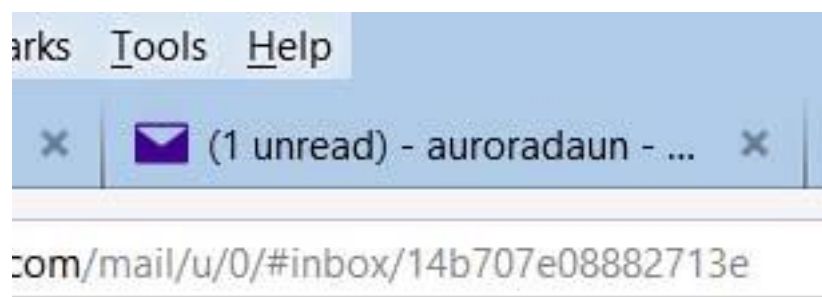 arks Tools Help
(1 unread) - auroradaun - ...
.com/mail/u/0/#inbox/14b707e08882713e